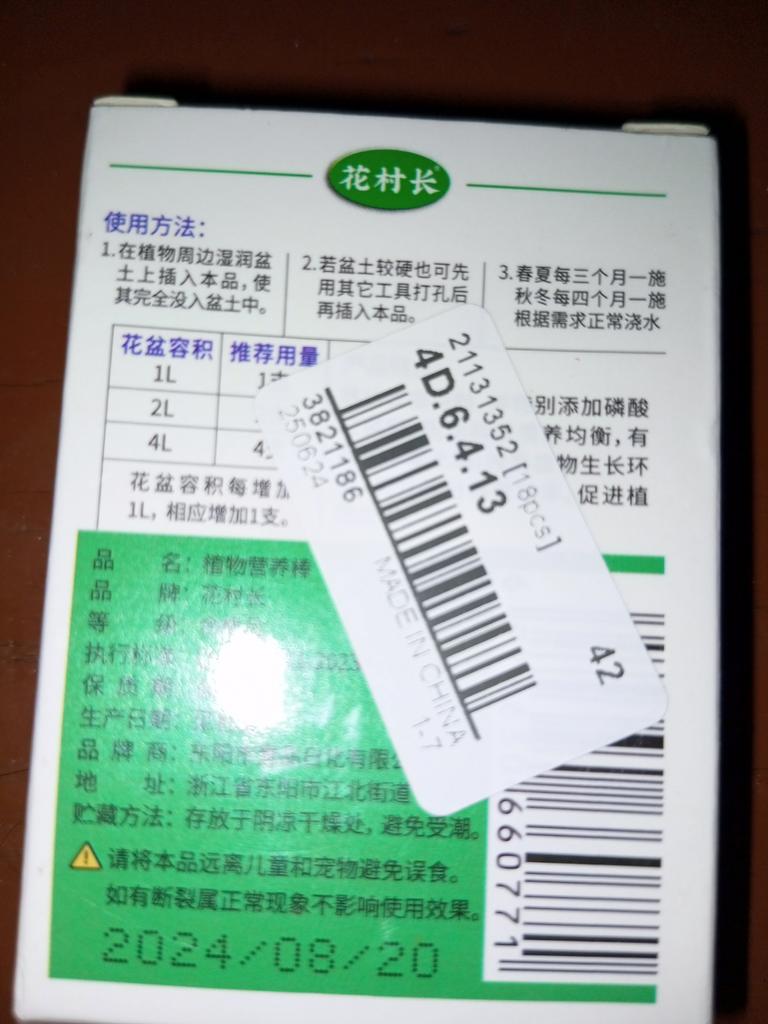 花村长
使用方法：
1.在植物周边湿润盆
土上插入本品，使
其完全没入盆土中。
2.若盆土较硬也可先
用其它工具打孔后
再插入本品。
3.春夏每三个月一施
秋冬每四个月一施
根据需求正常浇水
花盆容积 推荐用量
1L 1支
2L
4L 4
花盆容积每增加
1L，相应增加1支。
别添加磷酸
养均衡，有
物生长环
促进植
21131352 [18pcs]
4D.6.4.13
3821186
250624
MADE IN CHINA
1-7
42
品 名：植物营养棒
品 牌：花村长
等 级：合格品
执行标准：
保质期：
生产日期：
品牌商：
地 址：浙江省东阳市江北街道
贮藏方法：存放于阴凉干燥处，避免受潮。
请将本品远离儿童和宠物避免误食。
如有断裂属正常现象不影响使用效果。
2024/08/20
660771